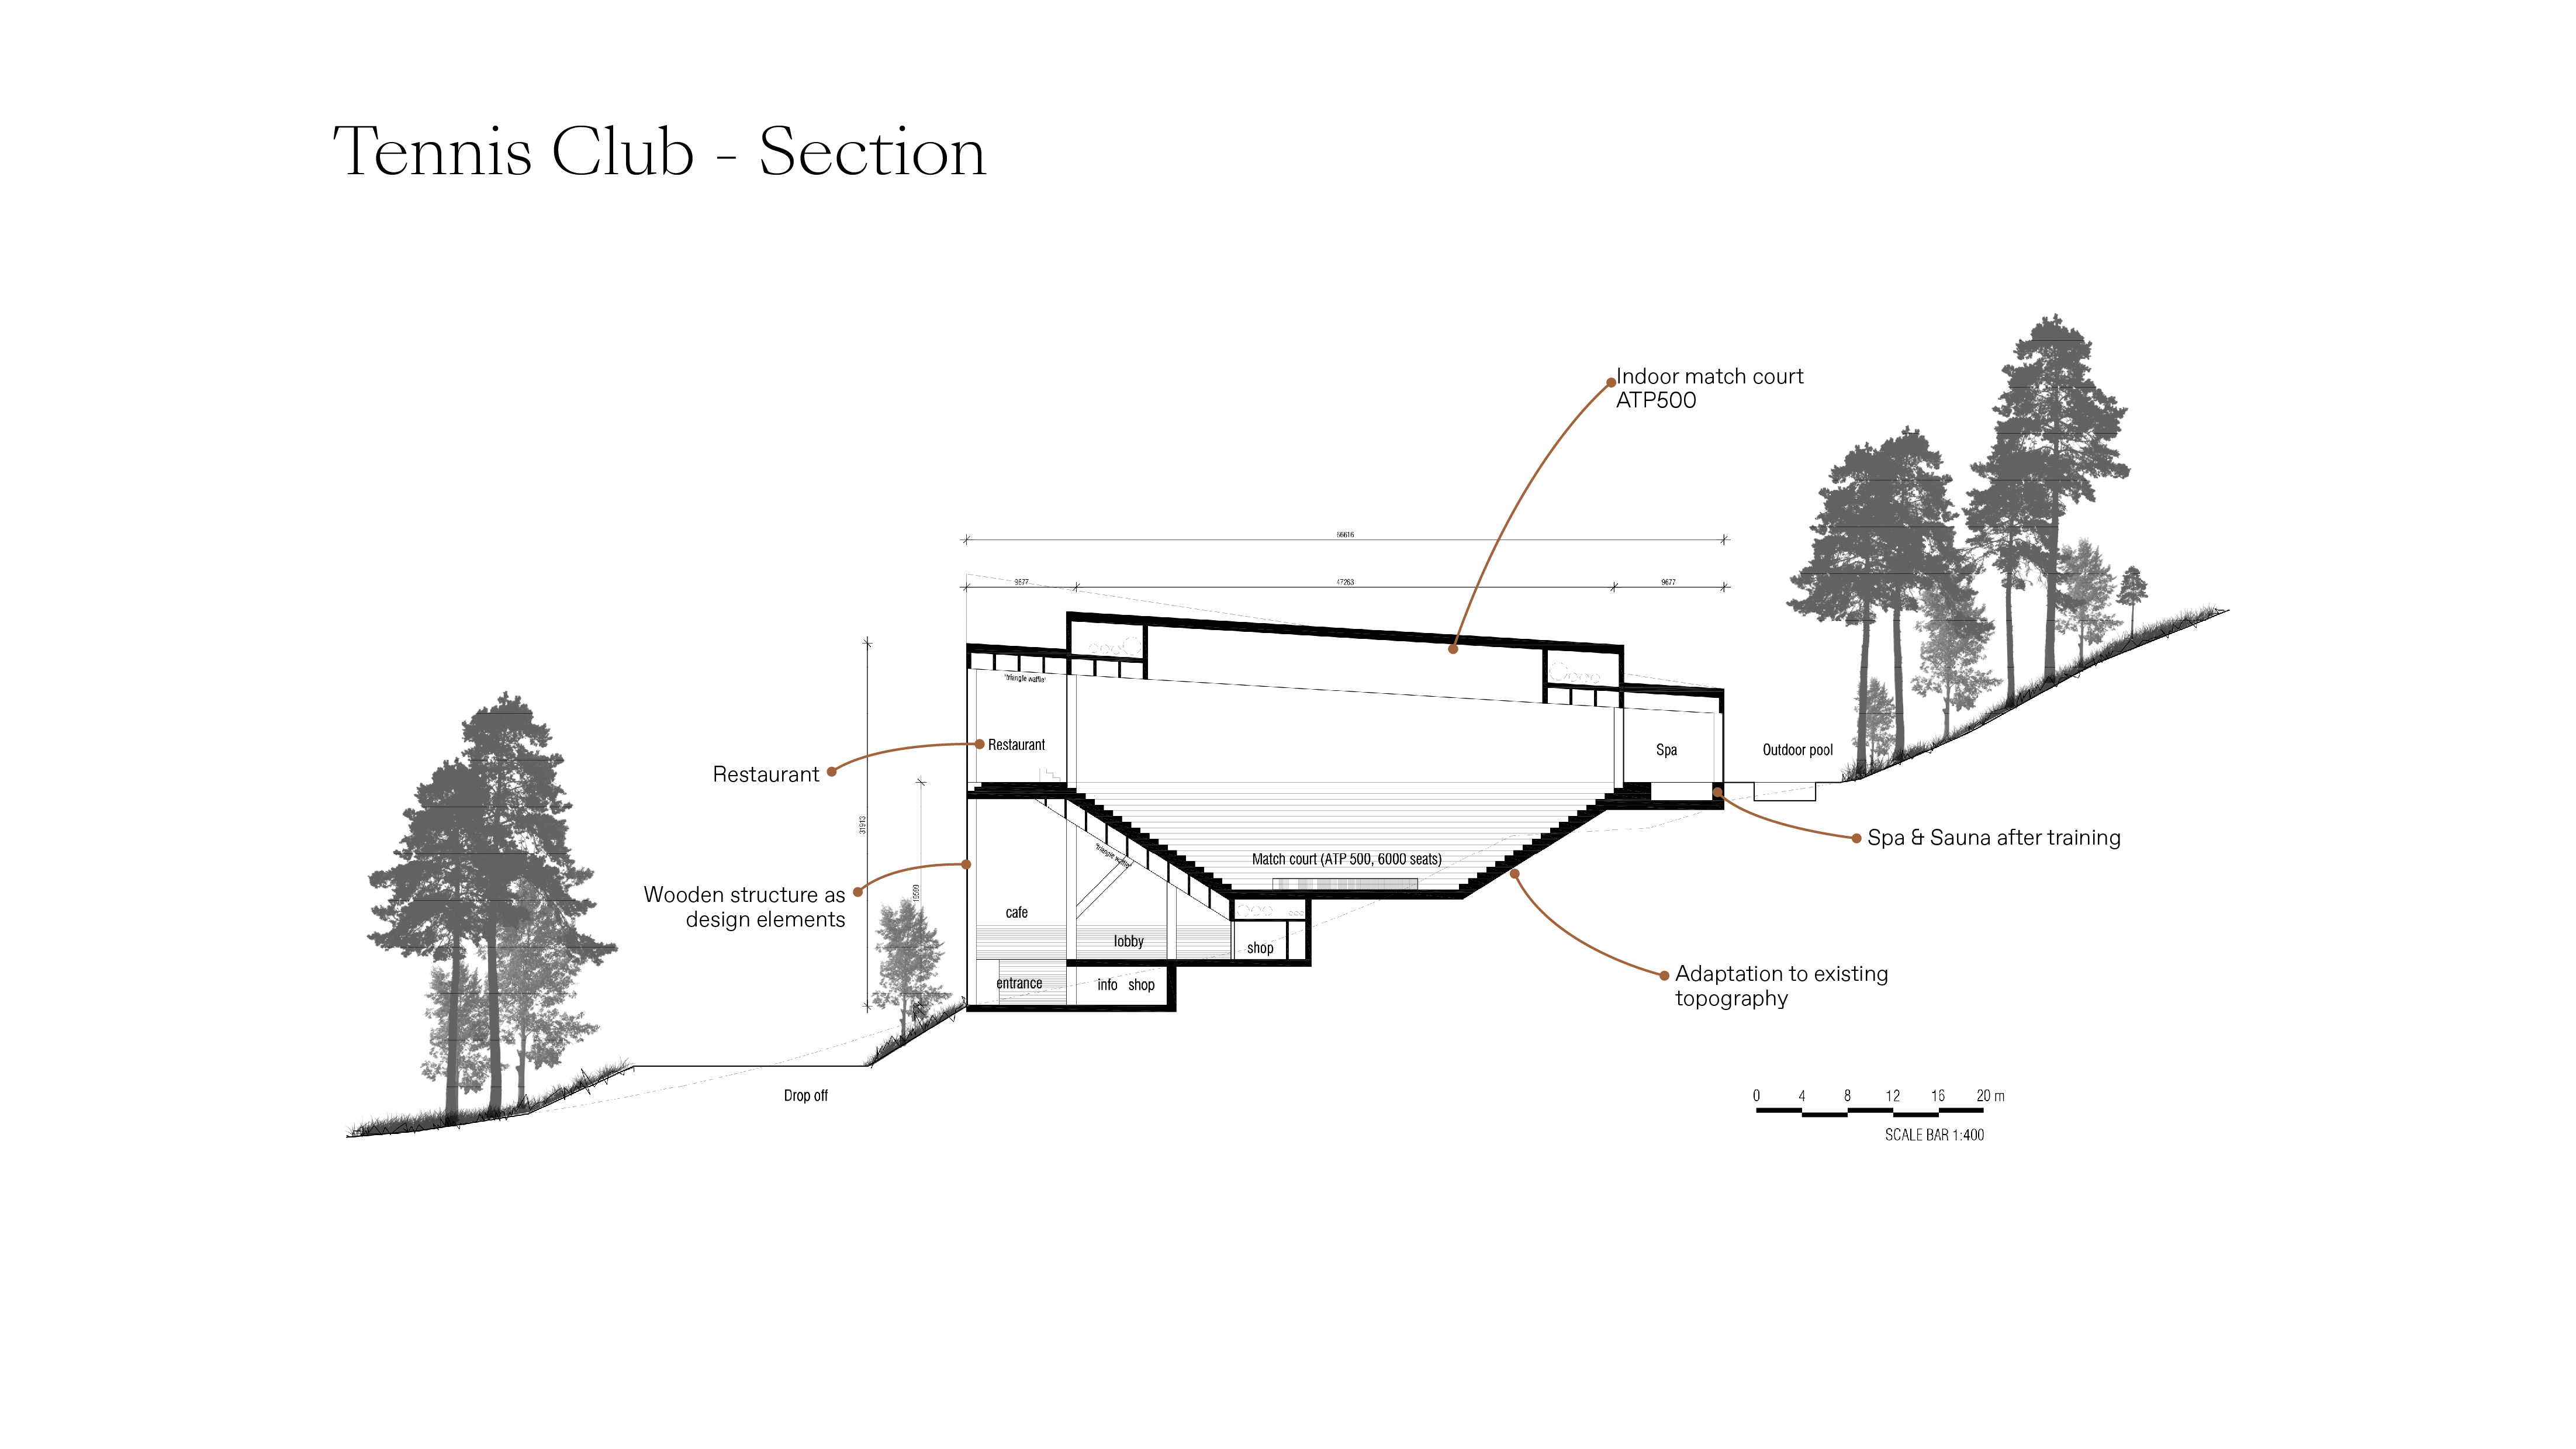 Tennis Club - Section
Indoor match court
ATP500
66616
9677
47263
9677
'triangle waffle'
Restaurant
Restaurant
Spa
Outdoor pool
31913
Spa & Sauna after training
'triangle waffle'
Match court (ATP 500, 6000 seats)
Wooden structure as
design elements
cafe
lobby
shop
entrance
info shop
Adaptation to existing
topography
Drop off
0 4 8 12 16 20 m
SCALE BAR 1:400